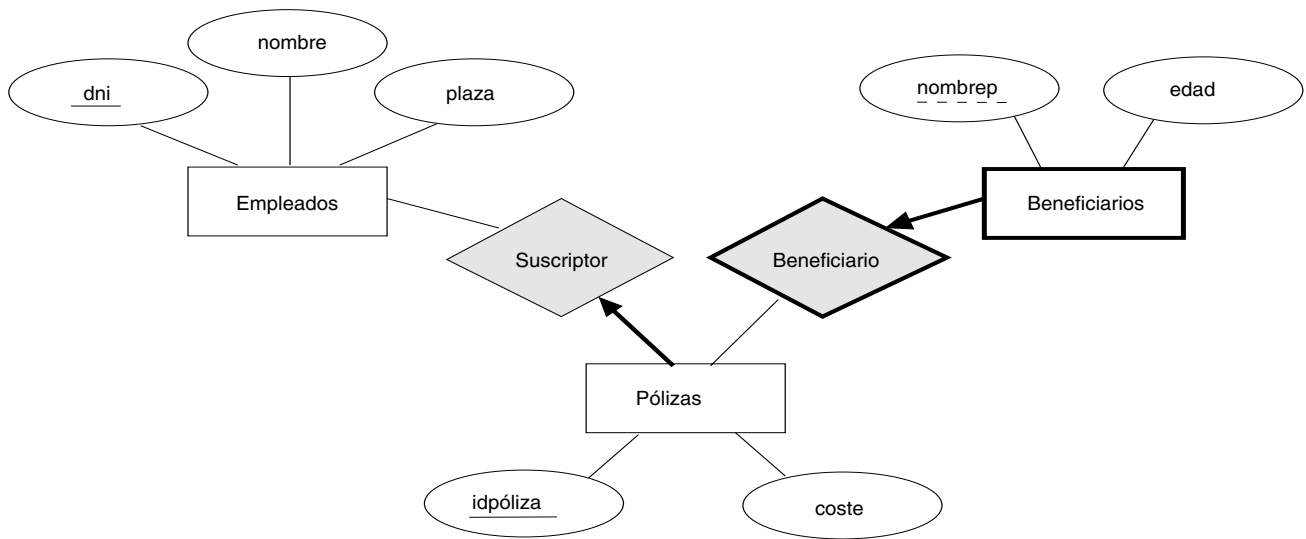 nombre
dni
plaza
nombrep
edad
Empleados
Beneficiarios
Suscriptor
Beneficiario
Pólizas
idpóliza
coste